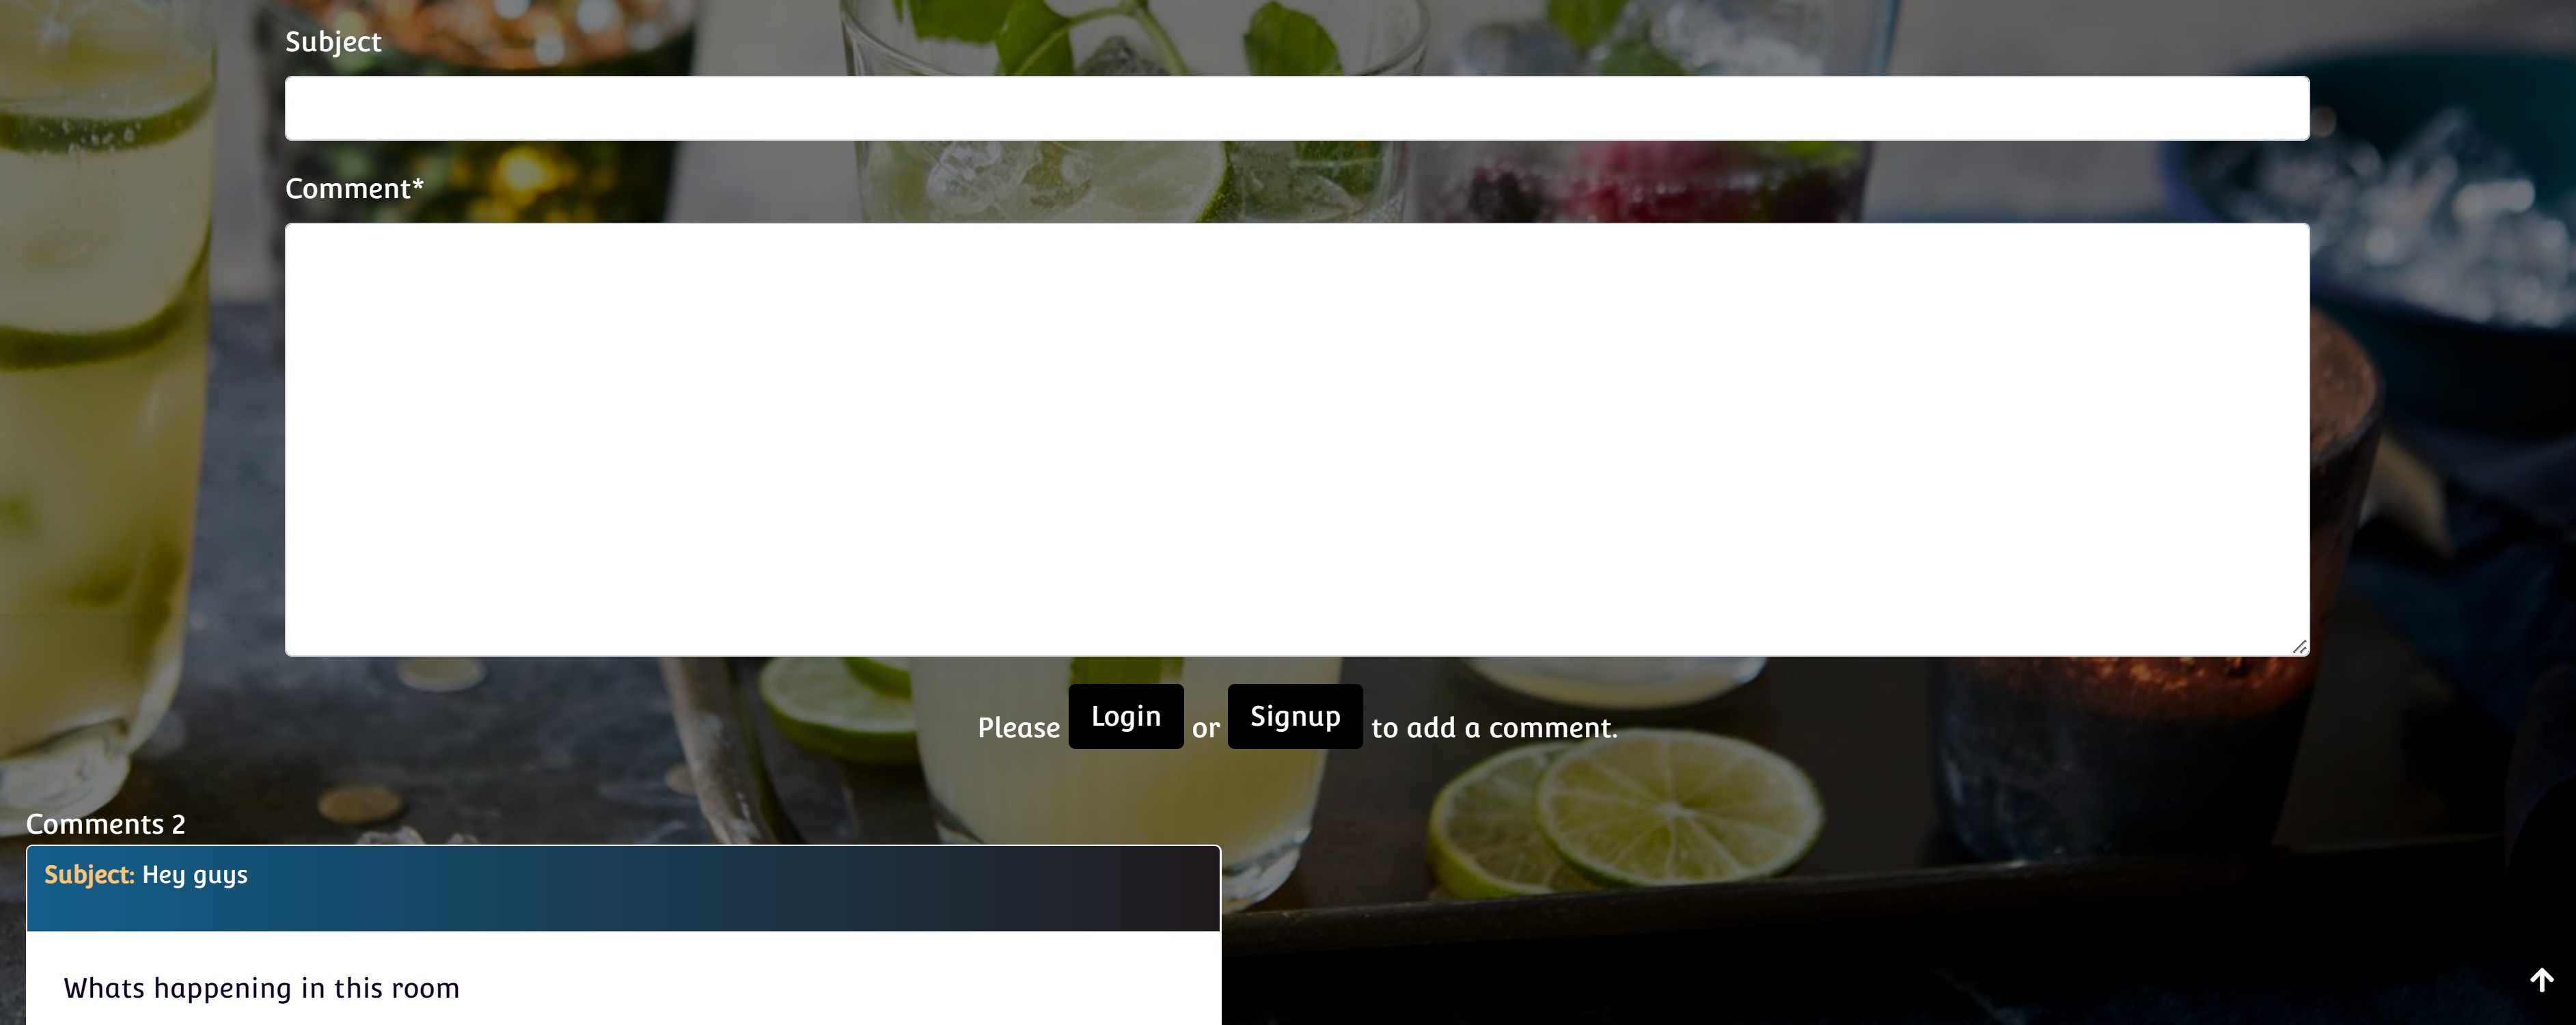 Subject
Comment*
Please Login or Signup to add a comment.
Comments 2
Subject: Hey guys
Whats happening in this room